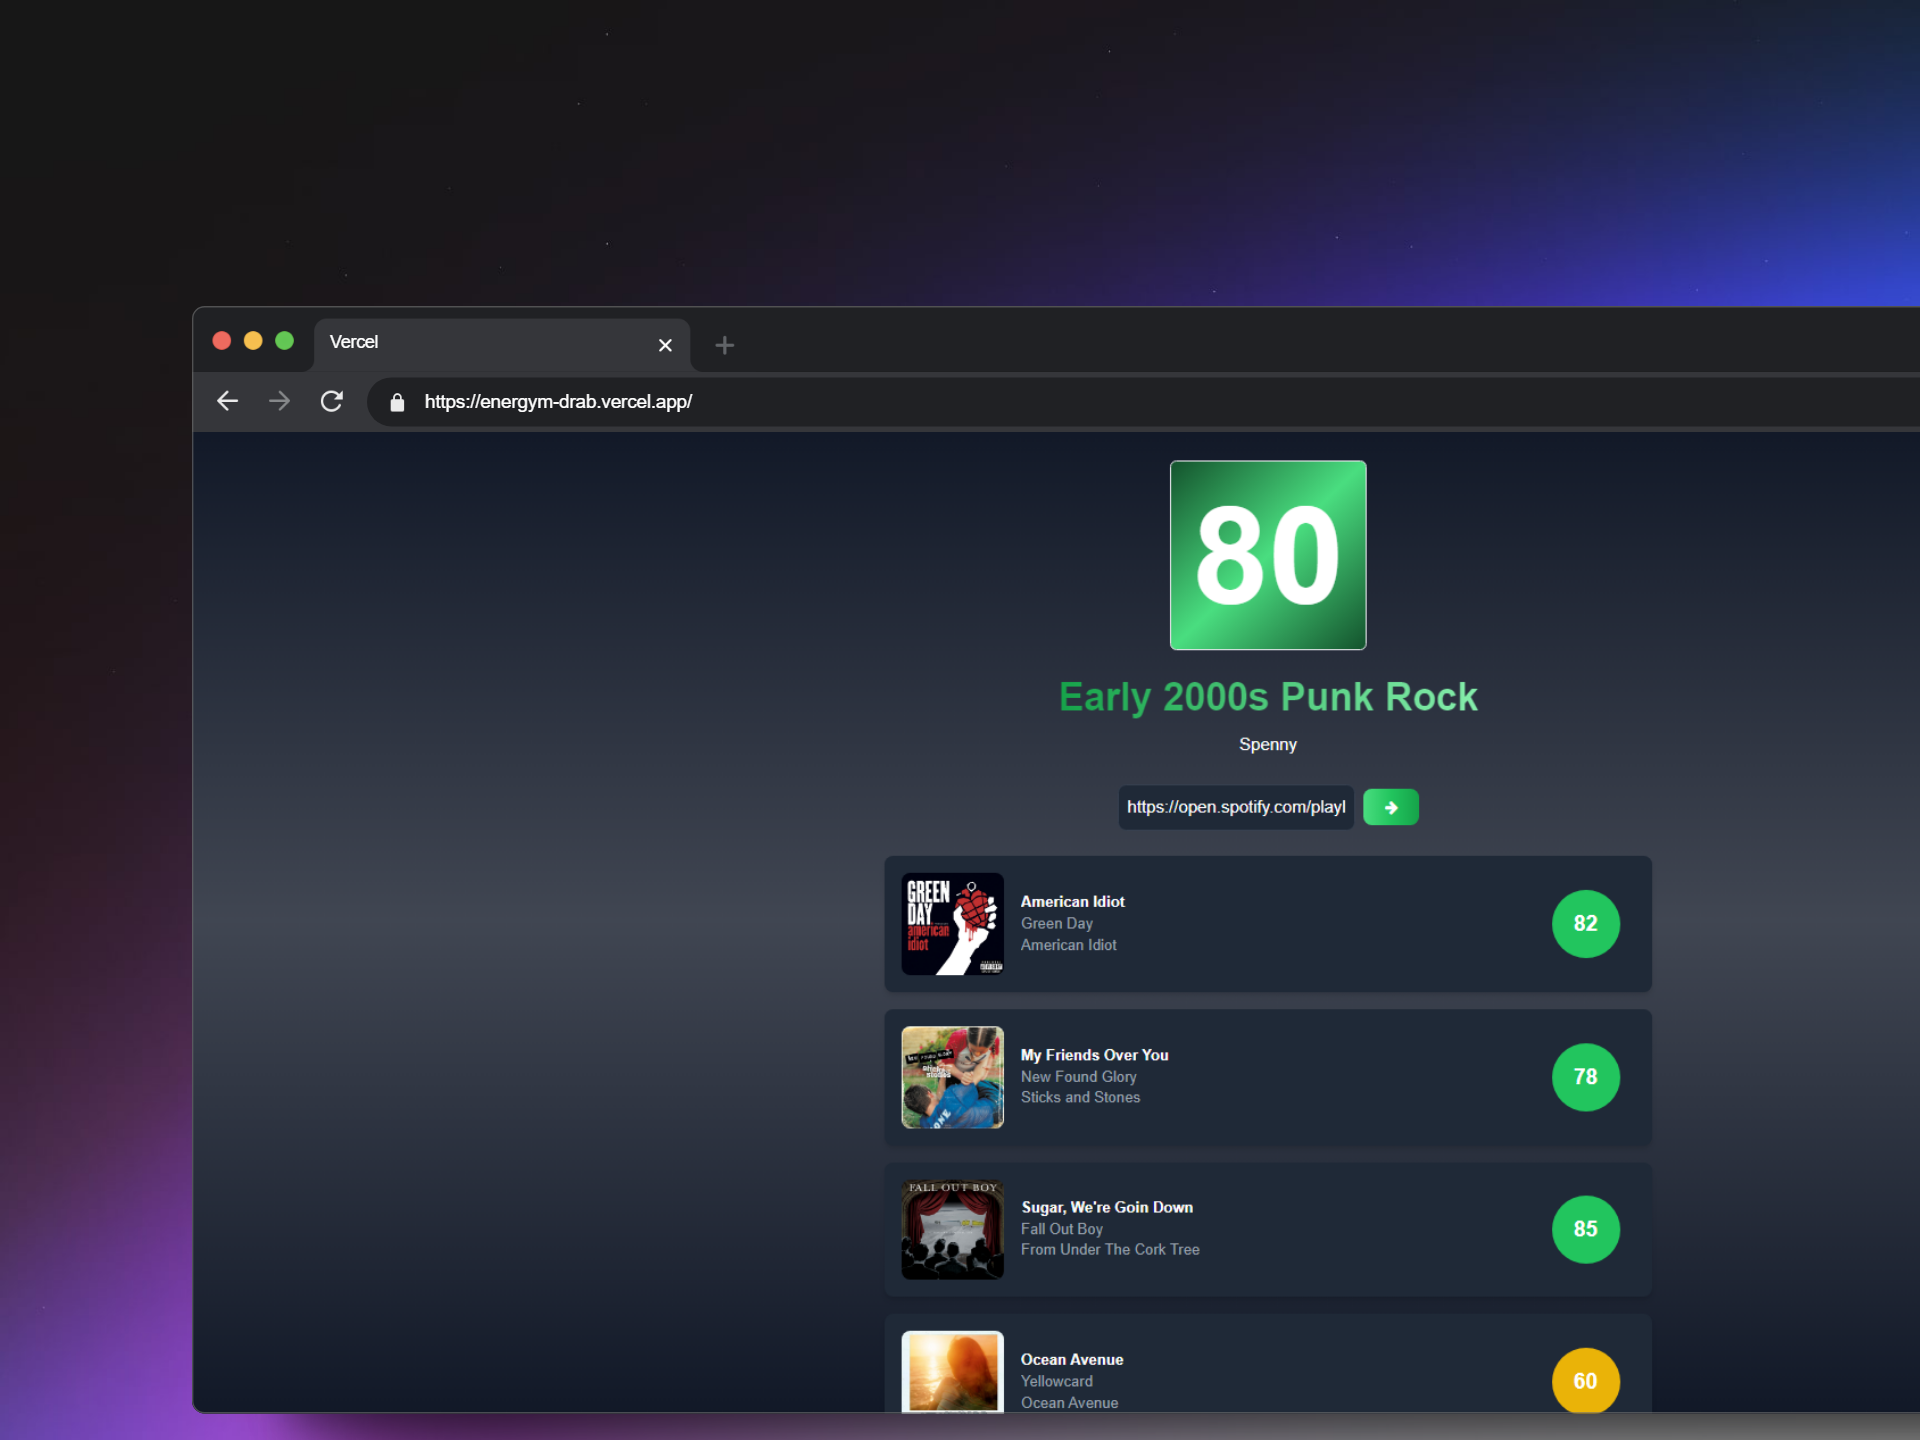 Vercel
https://energym-drab.vercel.app/
80
Early 2000s Punk Rock
Spenny
https://open.spotify.com/playl
GREEN
DAY
american
idiot
American Idiot
Green Day
American Idiot
82
My Friends Over You
New Found Glory
Sticks and Stones
78
FALL OUT BOY
Sugar, We're Goin Down
Fall Out Boy
From Under The Cork Tree
85
Ocean Avenue
Yellowcard
Ocean Avenue
60